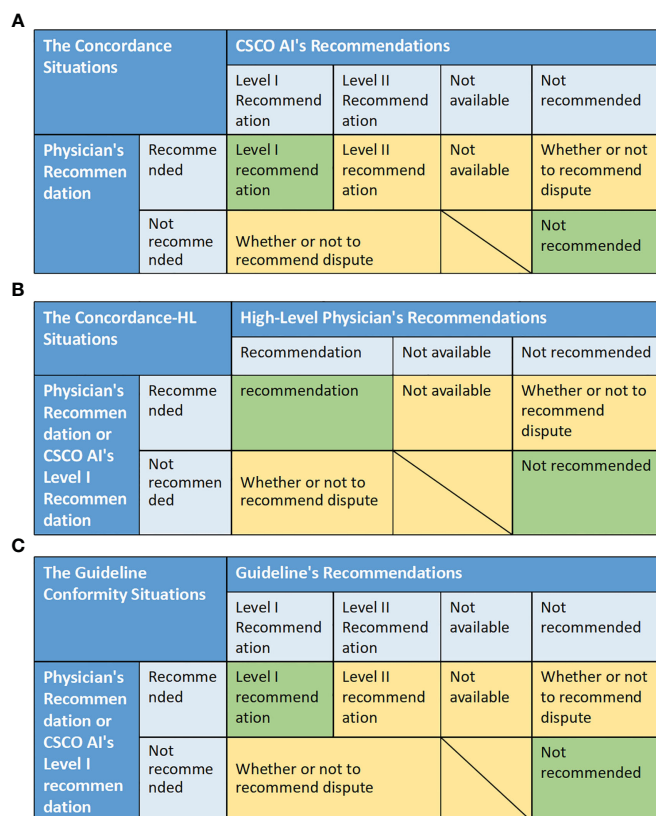 A
The Concordance
Situations
CSCO AI's Recommendations
Level I
Recommend
ation
Level II
Recommend
ation
Not
available
Not
recommended
Physician's
Recommen
dation
Recomme
nded
Level I
recommend
ation
Level II
recommend
ation
Not
available
Whether or not
to recommend
dispute
Not
recomme
nded
Whether or not to
recommend dispute
Not
recommended
B
The Concordance-HL
Situations
High-Level Physician's Recommendations
Recommendation
Not available
Not recommended
Physician's
Recommen
dation or
CSCO AI's
Level I
Recommen
dation
Recomme
nded
recommendation
Not available
Whether or not to
recommend
dispute
Not
recommen
ded
Whether or not to
recommend dispute
Not recommended
C
The Guideline
Conformity Situations
Guideline's Recommendations
Level I
Recommend
ation
Level II
Recommend
ation
Not
available
Not
recommended
Physician's
Recommen
dation or
CSCO AI's
Level I
recommen
dation
Recomme
nded
Level I
recommend
ation
Level II
recommend
ation
Not
available
Whether or not
to recommend
dispute
Not
recomme
nded
Whether or not to
recommend dispute
Not
recommended